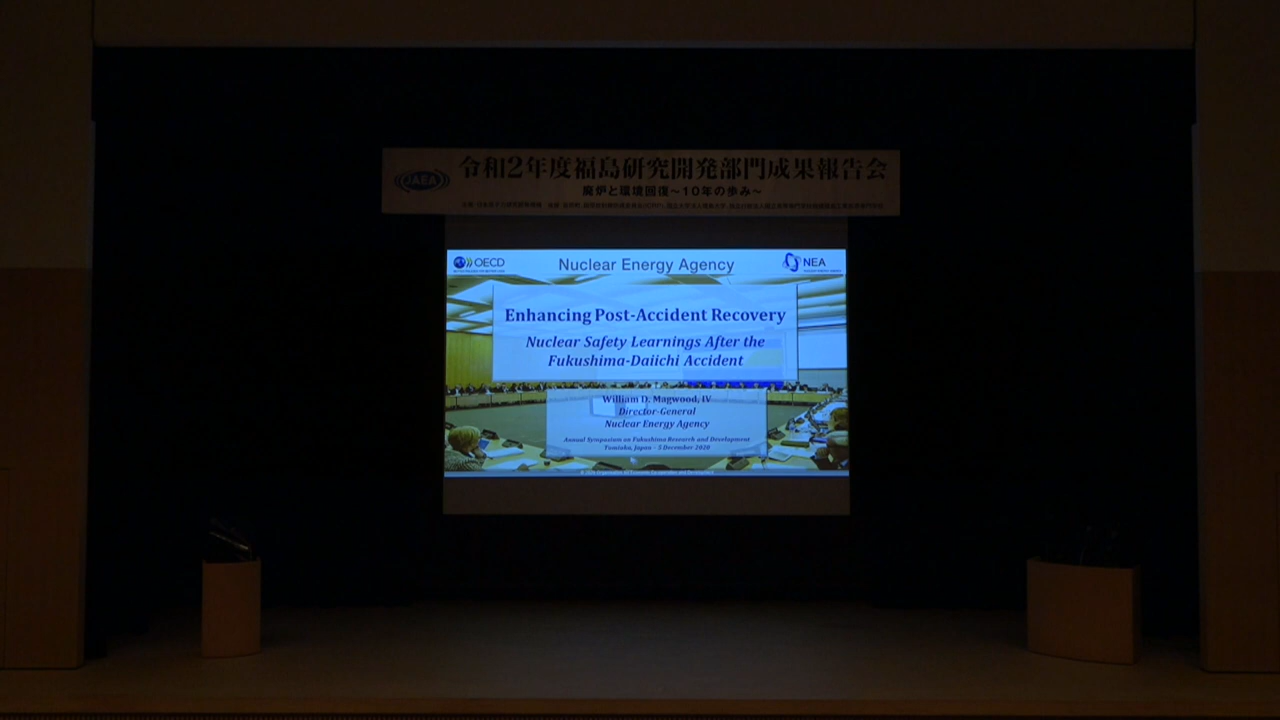 令和2年度福島研究開発部門成果報告会
JAEA
廃炉と環境回復～10年の歩み～
OECD
Nuclear Energy Agency
NEA
Enhancing Post-Accident Recovery
Nuclear Safety Learnings After the
Fukushima-Daiichi Accident
William D. Magwood, IV
Director-General
Nuclear Energy Agency
Annual Symposium on Fukushima Research and Development
Tomioka, Japan - 5 December 2020